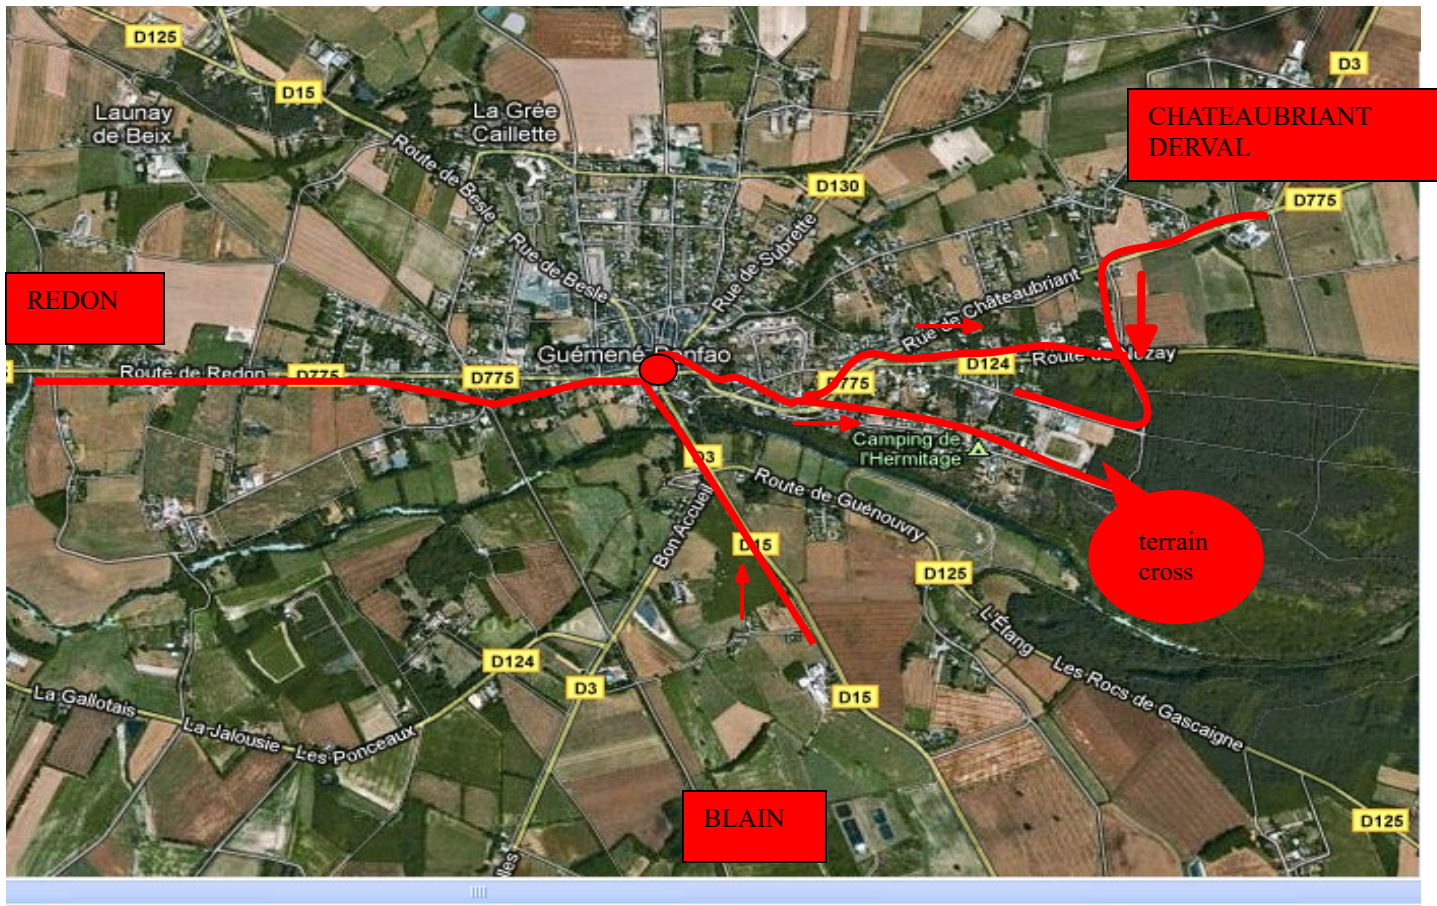 D125
D3
D15
Launay
de Beix
La Grée
Caillette
CHATEAUBRIANT
DERVAL
Route de Besle
D130
D775
Rue de Besle
Rue de Subrette
REDON
Rue de Châteaubriant
Guémené-Penfao
Route de Nozay
Route de Redon
D775
D775
D775
D124
Camping de
l'Hermitage
D3
Route de Guénouvry
Bon Accueil
D15
terrain
cross
D125
L'Étang
D124
D3
D15
Les Rocs de Gascaigne
La Gallotais
La Jalousie
Les Ponceaux
BLAIN
D125